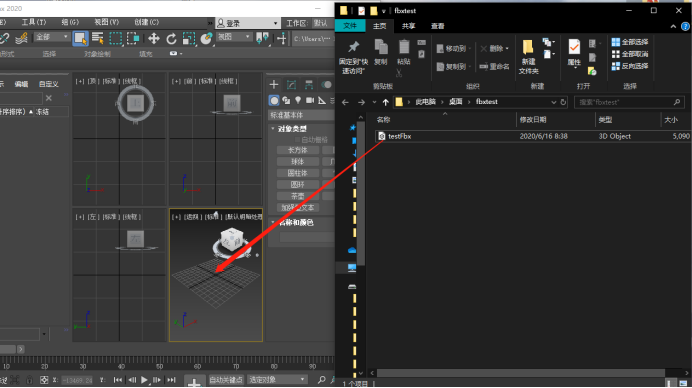 2020
工具(T)
组(G)
视图(V)
创建(C)
登录
工作区: 默认
全部
视图
C:\Users\
对象绘制
填充
编辑
自定义
冻结
[+] [顶] [标准] [线框]
[+] [前] [标准] [线框]
[+] [左] [标准] [线框]
[+] [透视] [标准] [默认明暗处理
标准基本体
对象类型
自动栅格
长方体
球体
圆柱体
圆环
茶壶
加强型文本
名称和颜色
10 20 30 40 50 60 70 80 90
X:
Y:
自动关键点
选定对象
fbxtest
文件
主页
共享
查看
固定到"快速访问"
复制
粘贴
移动到
复制到
删除
重命名
新建
文件夹
属性
全部选择
全部取消
反向选择
剪贴板
组织
新建
打开
选择
此电脑 > 桌面 > fbxtest
搜索"fbxtest"
名称
修改日期
类型
大小
testFbx
2020/6/16 8:38
3D Object
5,090
1 个项目